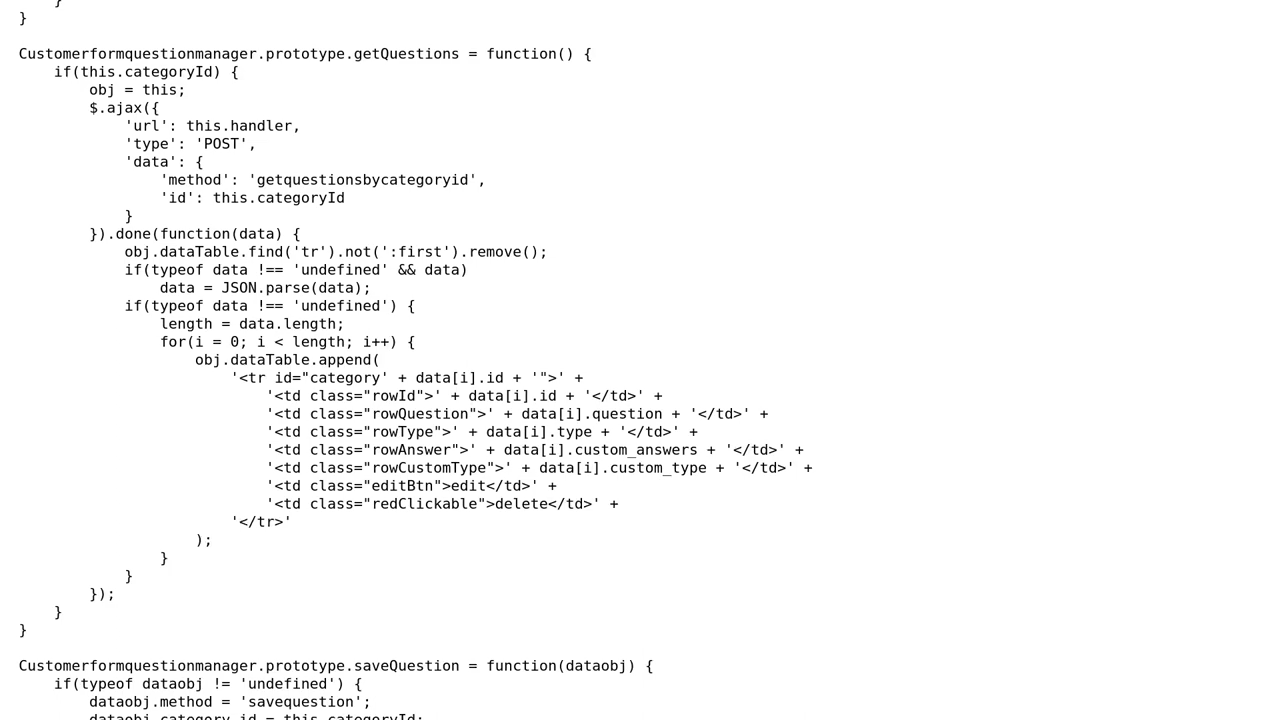 }
}
Customerformquestionmanager.prototype.getQuestions = function() {
    if(this.categoryId) {
        obj = this;
        $.ajax({
            'url': this.handler,
            'type': 'POST',
            'data': {
                'method': 'getquestionsbycategoryid',
                'id': this.categoryId
            }
        }).done(function(data) {
            obj.dataTable.find('tr').not(':first').remove();
            if(typeof data !== 'undefined' && data)
                data = JSON.parse(data);
            if(typeof data !== 'undefined') {
                length = data.length;
                for(i = 0; i < length; i++) {
                    obj.dataTable.append(
                        '<tr id="category' + data[i].id + '">' +
                            '<td class="rowId">' + data[i].id + '</td>' +
                            '<td class="rowQuestion">' + data[i].question + '</td>' +
                            '<td class="rowType">' + data[i].type + '</td>' +
                            '<td class="rowAnswer">' + data[i].custom_answers + '</td>' +
                            '<td class="rowCustomType">' + data[i].custom_type + '</td>' +
                            '<td class="editBtn">edit</td>' +
                            '<td class="redClickable">delete</td>' +
                        '</tr>'
                    );
                }
            }
        });
    }
}
Customerformquestionmanager.prototype.saveQuestion = function(dataobj) {
    if(typeof dataobj != 'undefined') {
        dataobj.method = 'savequestion';
        dataobj.category_id = this.categoryId;